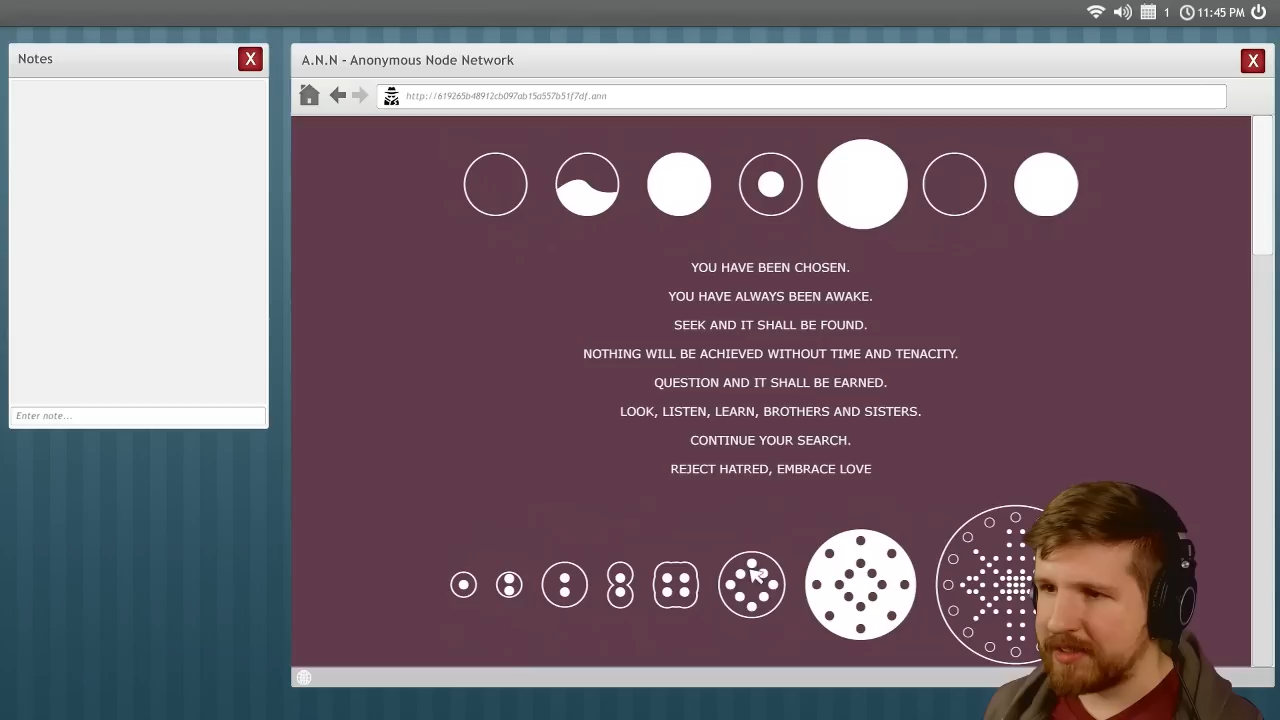 1
11:45 PM
Notes
X
A.N.N - Anonymous Node Network
X
http://619265b48912cb097ab15a557b51f7df.ann
YOU HAVE BEEN CHOSEN.
YOU HAVE ALWAYS BEEN AWAKE.
SEEK AND IT SHALL BE FOUND.
NOTHING WILL BE ACHIEVED WITHOUT TIME AND TENACITY.
QUESTION AND IT SHALL BE EARNED.
LOOK, LISTEN, LEARN, BROTHERS AND SISTERS.
CONTINUE YOUR SEARCH.
REJECT HATRED, EMBRACE LOVE
Enter note...